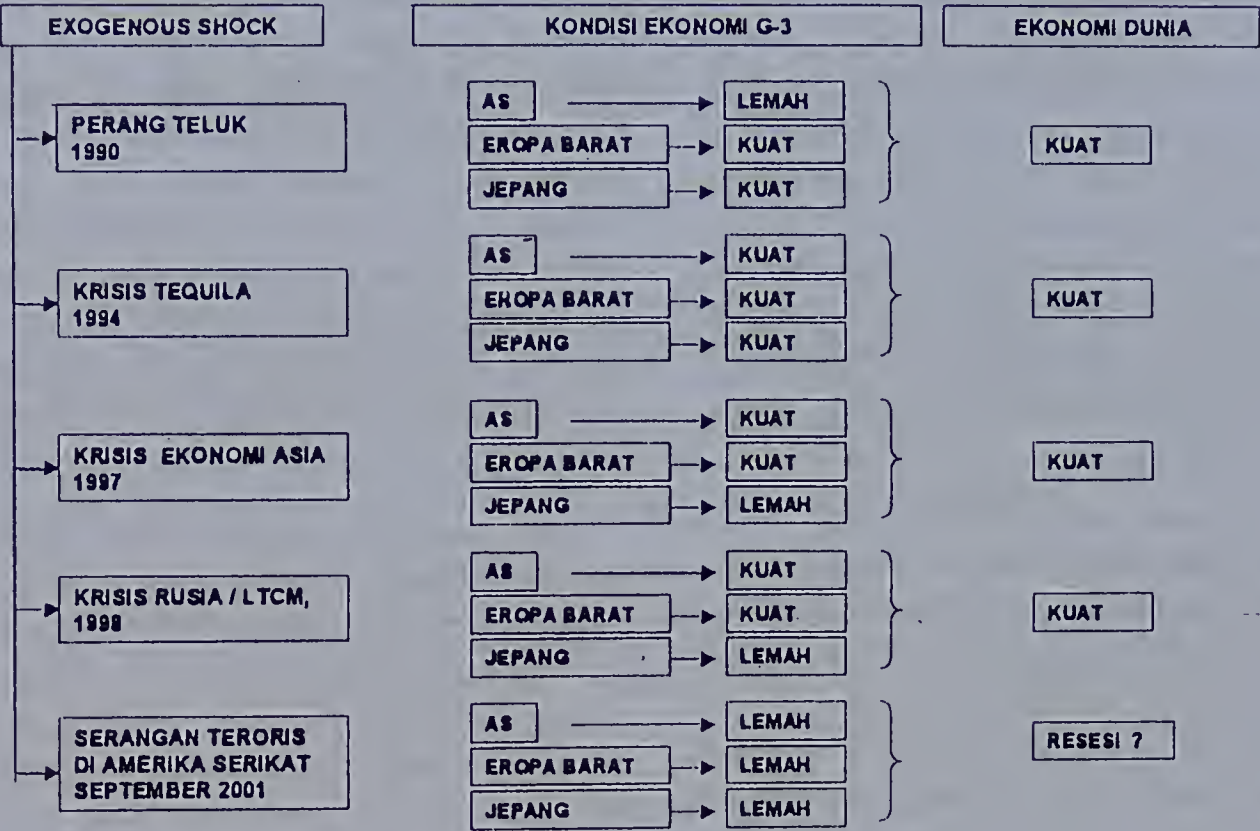 EXOGENOUS SHOCK
KONDISI EKONOMI G-3
EKONOMI DUNIA
PERANG TELUK
1990
AS
LEMAH
EROPA BARAT
KUAT
JEPANG
KUAT
KUAT
KRISIS TEQUILA
1994
AS
KUAT
EROPA BARAT
KUAT
JEPANG
KUAT
KUAT
KRISIS EKONOMI ASIA
1997
AS
KUAT
EROPA BARAT
KUAT
JEPANG
LEMAH
KUAT
KRISIS RUSIA / LTCM,
1998
AS
KUAT
EROPA BARAT
KUAT
JEPANG
LEMAH
KUAT
SERANGAN TERORIS
DI AMERIKA SERIKAT
SEPTEMBER 2001
AS
LEMAH
EROPA BARAT
LEMAH
JEPANG
LEMAH
RESESI ?